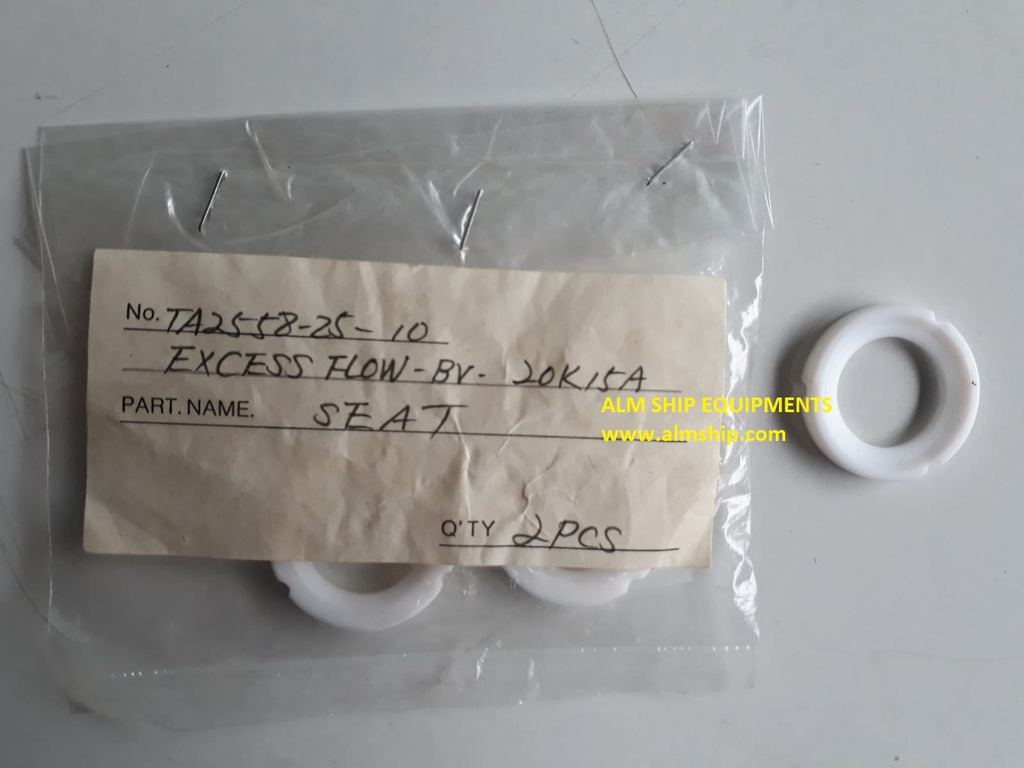 No. TA2558-25-10
EXCESS FLOW-BV- 20K15A
PART.NAME. SEAT
ALM SHIP EQUIPMENTS
www.almship.com
Q'TY 2PCS